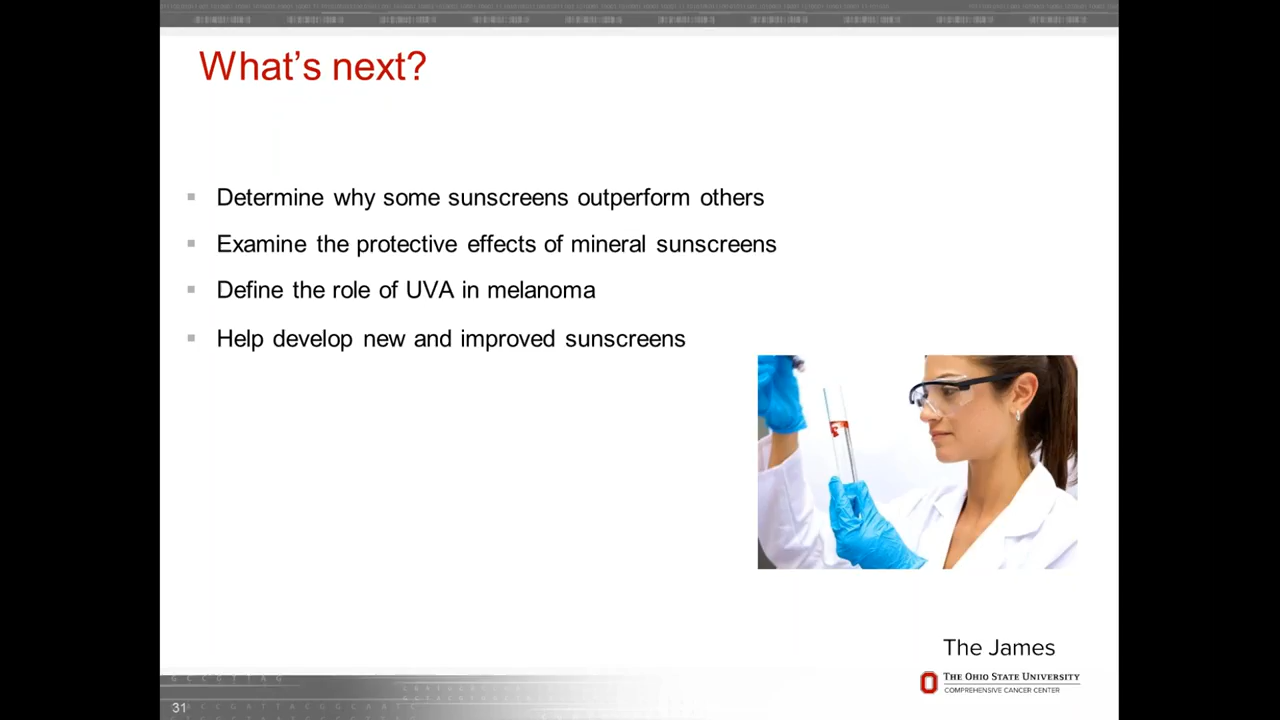 What's next?
Determine why some sunscreens outperform others
Examine the protective effects of mineral sunscreens
Define the role of UVA in melanoma
Help develop new and improved sunscreens
The James
THE OHIO STATE UNIVERSITY
COMPREHENSIVE CANCER CENTER
31